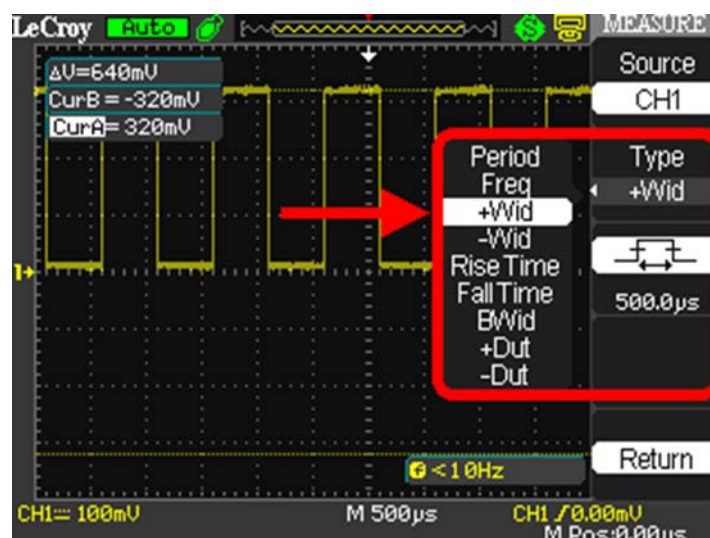 LeCroy Auto MEASURE
ΔV=640mV
CurB = -320mV
CurA= 320mV
Source
CH1
Type
+Wid
500.0µs
Return
Period
Freq
+Wid
-Wid
Rise Time
Fall Time
BWid
+Dut
-Dut
1
<10Hz
CH1 100mV M 500µs CH1 0.00mV
M Pos:0.00µs